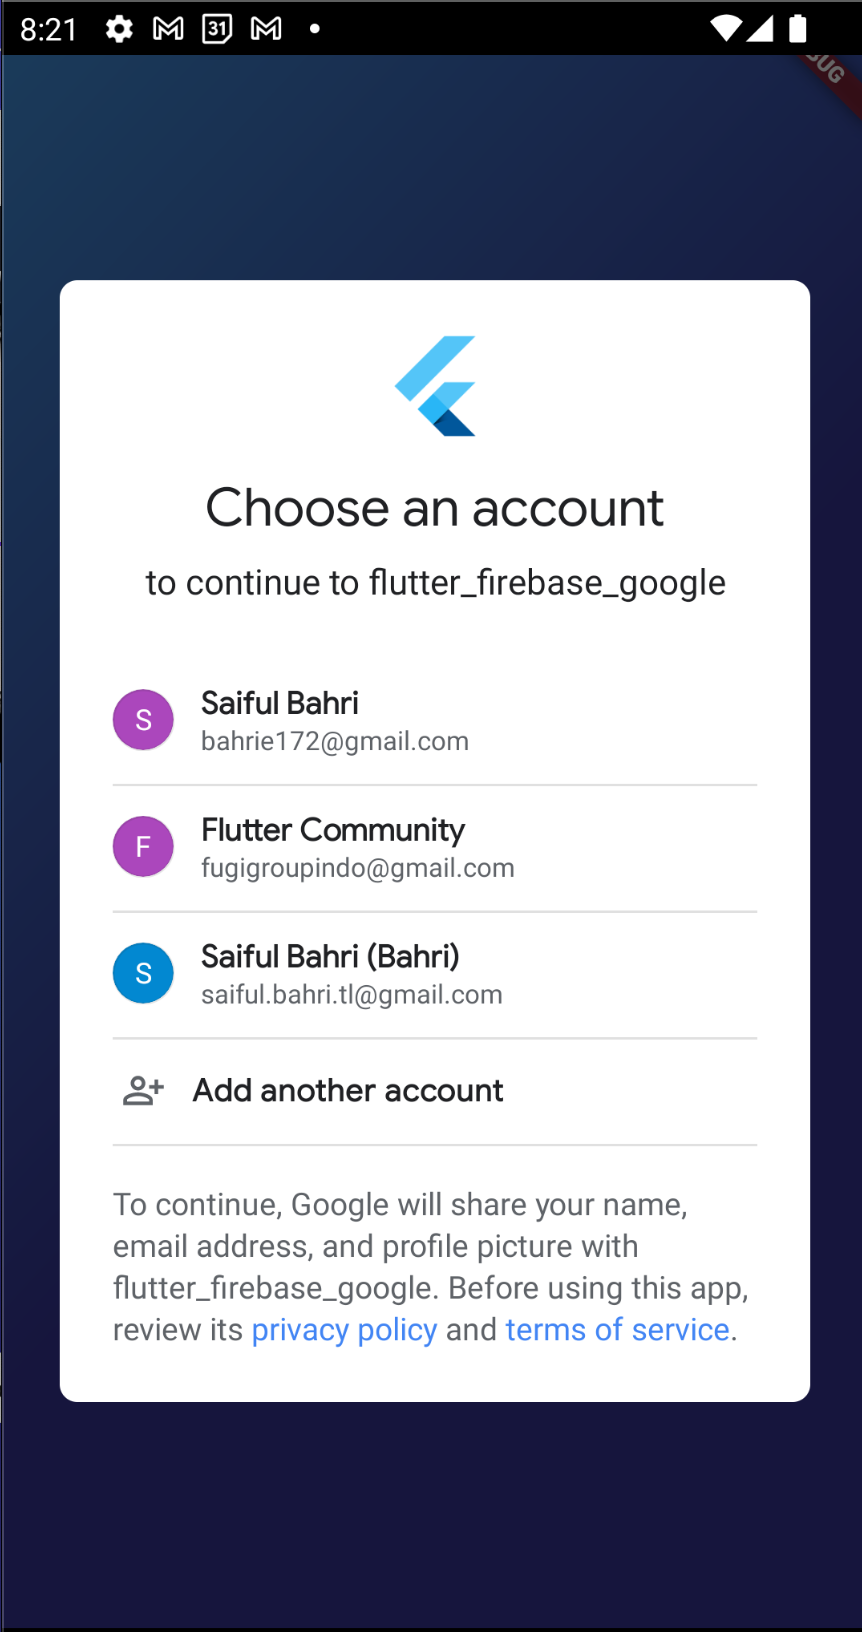 8:21
31
UG
Choose an account
to continue to flutter_firebase_google
S
Saiful Bahri
bahrie172@gmail.com
F
Flutter Community
fugigroupindo@gmail.com
S
Saiful Bahri (Bahri)
saiful.bahri.tl@gmail.com
Add another account
To continue, Google will share your name,
email address, and profile picture with
flutter_firebase_google. Before using this app,
review its privacy policy and terms of service.